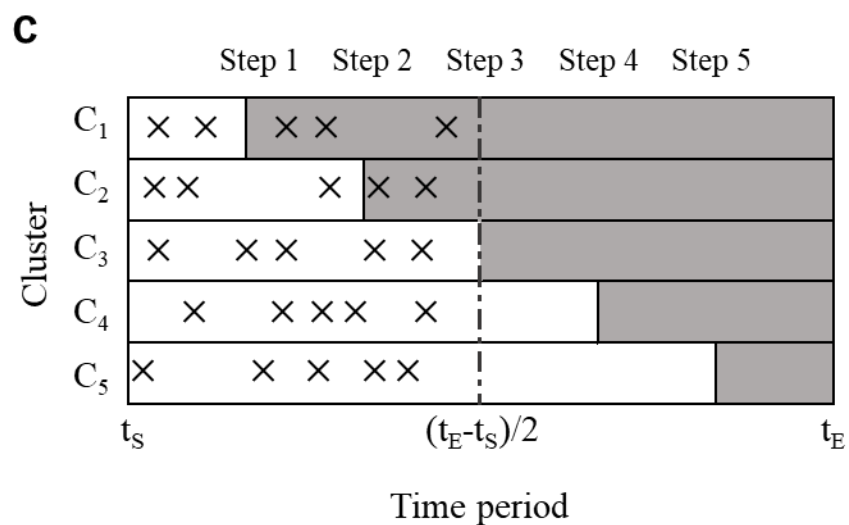 c
Step 1 Step 2 Step 3 Step 4 Step 5
C1
C2
C3
C4
C5
Cluster
tS (tE-tS)/2 tE
Time period